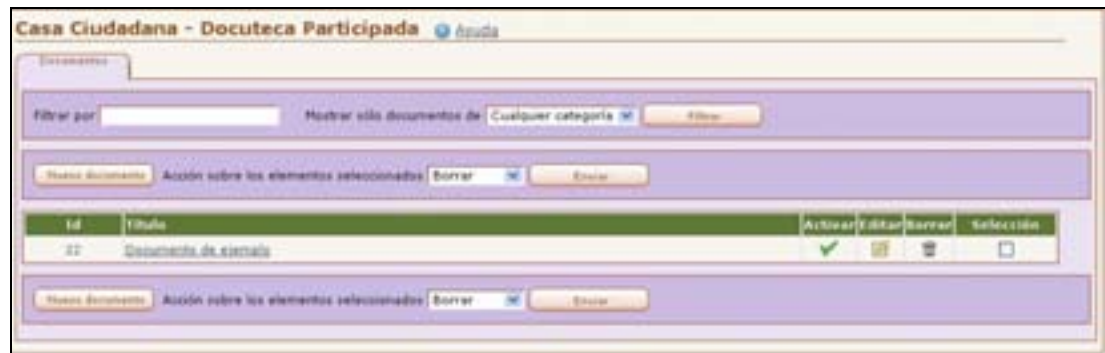 Casa Ciudadana - Docuteca Participada Ayuda
Documentos
Filtrar por Mostrar sólo documentos de Cualquier categoría Filtrar
Nuevo documento Acción sobre los elementos seleccionados Borrar Enviar
Id Título Activar Editar Borrar Selección
22 Documento de ejemplo
Nuevo documento Acción sobre los elementos seleccionados Borrar Enviar